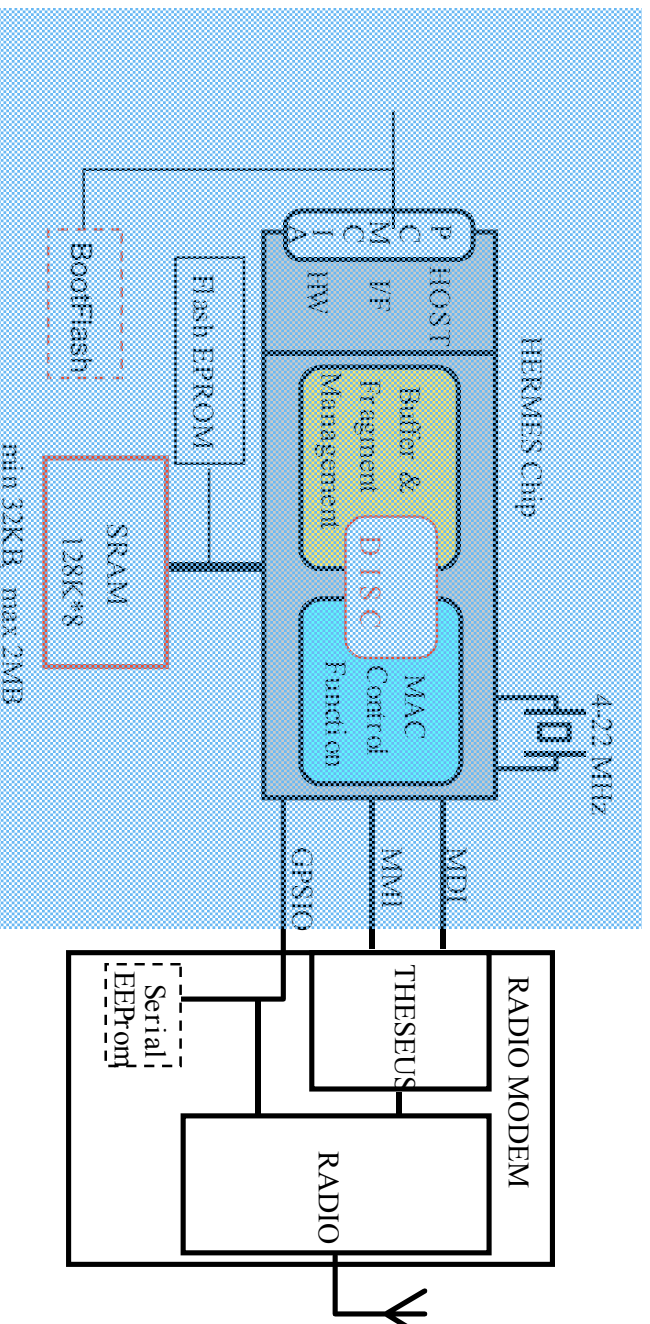 HERMES Chip
4-22 MHz
RADIO MODEM
P C M C I A
HOST
I/F
HW
Buffer &
Fragment
Management
D I S C
MAC
Control
Function
MDI
MMI
GPSIO
THESEUS
RADIO
Serial
EEProm
Flash EPROM
BootFlash
SRAM
128K*8
min 32KB max 2MB